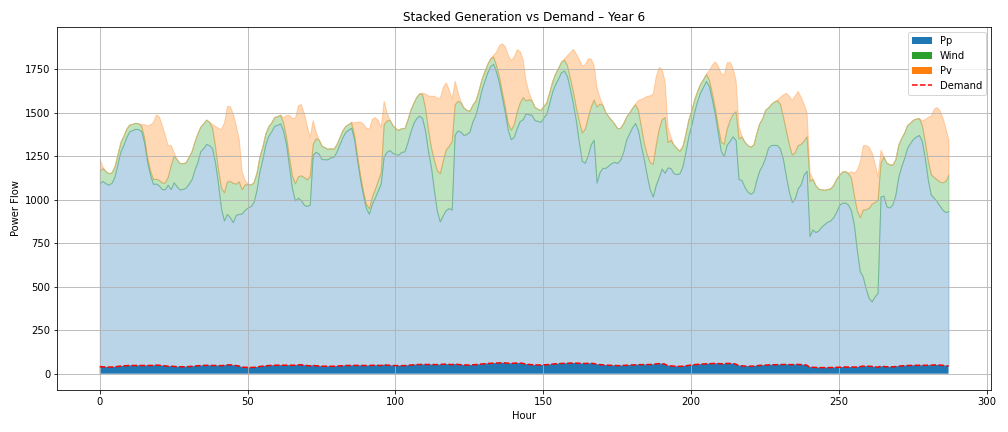 Stacked Generation vs Demand – Year 6
Pp
Wind
Pv
Demand
Power Flow
1750
1500
1250
1000
750
500
250
0
0 50 100 150 200 250 300
Hour